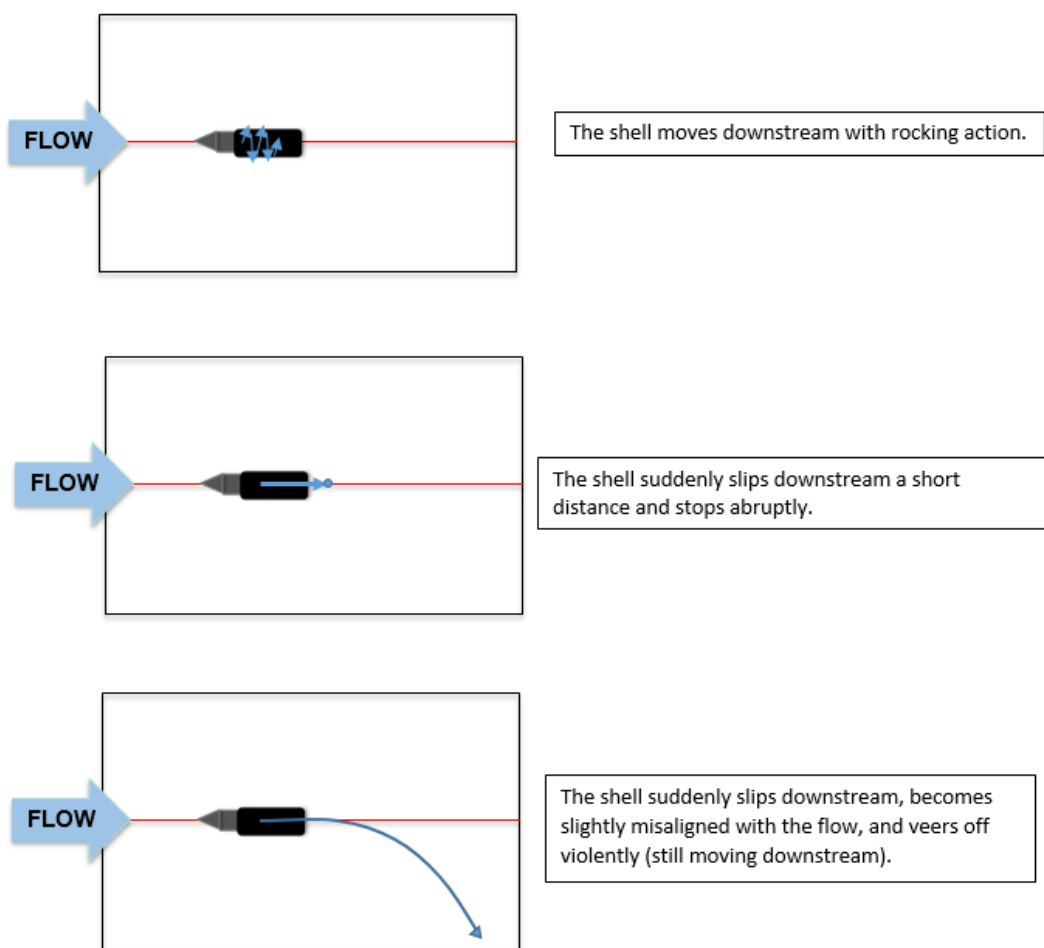 FLOW
The shell moves downstream with rocking action.
FLOW
The shell suddenly slips downstream a short
distance and stops abruptly.
FLOW
The shell suddenly slips downstream, becomes
slightly misaligned with the flow, and veers off
violently (still moving downstream).